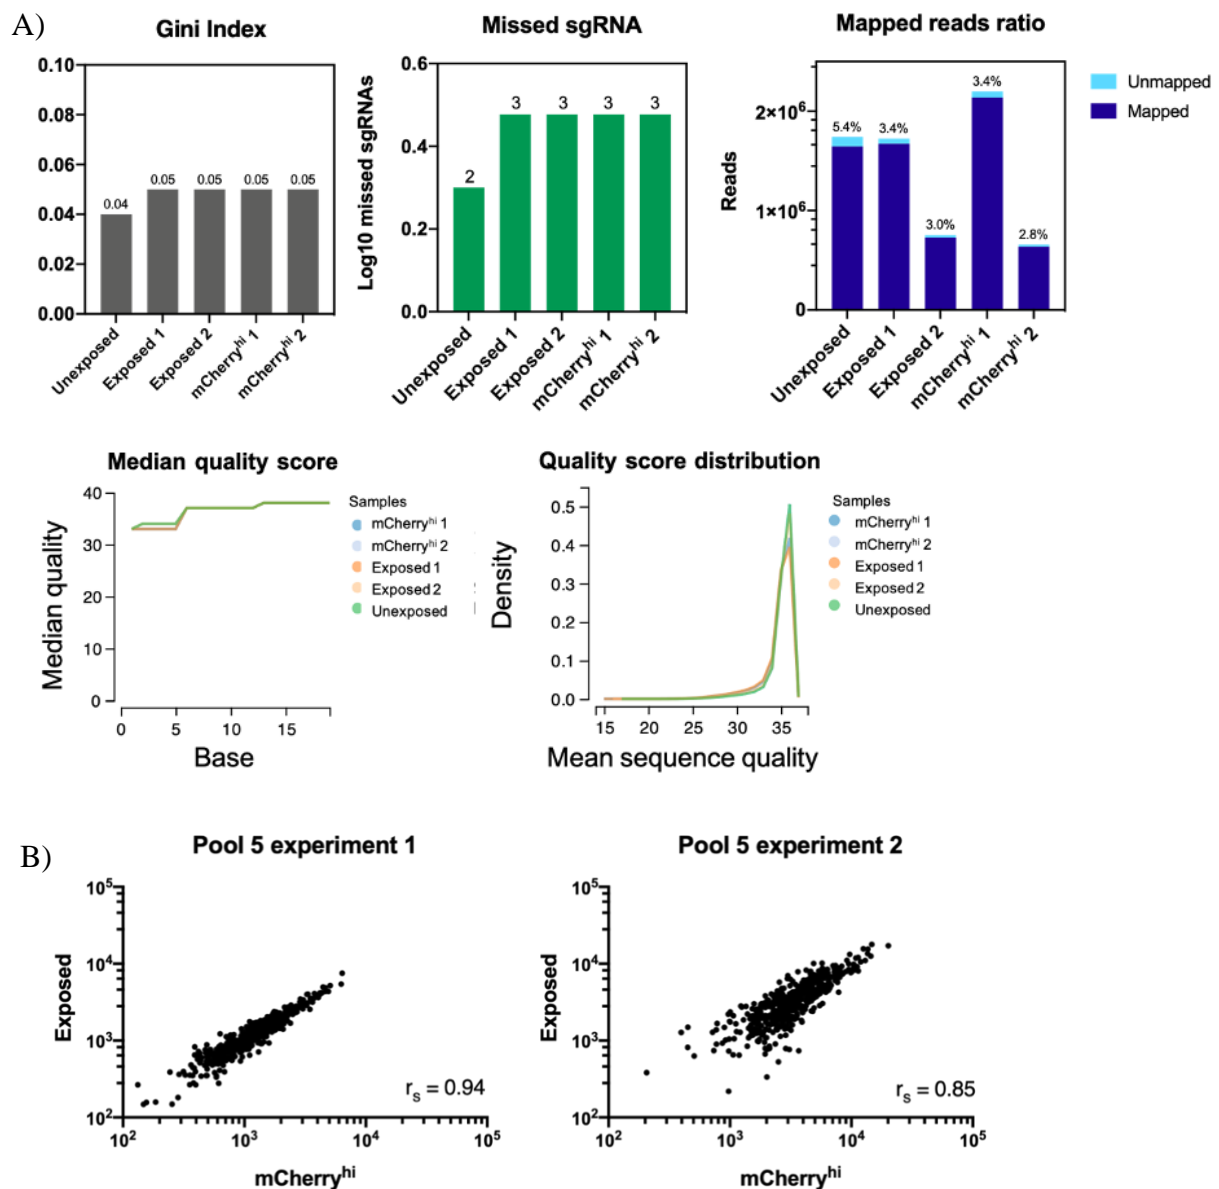 A)
Gini Index
0.10
0.08
0.06
0.04
0.02
0.00
0.04
0.05
0.05
0.05
0.05
Unexposed
Exposed 1
Exposed 2
mCherryhi 1
mCherryhi 2
Missed sgRNA
Log10 missed sgRNAs
0.6
0.4
0.2
0.0
2
3
3
3
3
Unexposed
Exposed 1
Exposed 2
mCherryhi 1
mCherryhi 2
Mapped reads ratio
Reads
2×10⁶
1×10⁶
0
5.4%
3.4%
3.0%
3.4%
2.8%
Unexposed
Exposed 1
Exposed 2
mCherryhi 1
mCherryhi 2
Unmapped
Mapped
Median quality score
Median quality
40
30
20
10
0
0 5 10 15
Base
Samples
mCherryhi 1
mCherryhi 2
Exposed 1
Exposed 2
Unexposed
Quality score distribution
Density
0.5
0.4
0.3
0.2
0.1
0.0
15 20 25 30 35
Mean sequence quality
Samples
mCherryhi 1
mCherryhi 2
Exposed 1
Exposed 2
Unexposed
B)
Pool 5 experiment 1
Exposed
10⁵
10⁴
10³
10²
rs = 0.94
10² 10³ 10⁴ 10⁵
mCherryhi
Pool 5 experiment 2
Exposed
10⁵
10⁴
10³
10²
rs = 0.85
10² 10³ 10⁴ 10⁵
mCherryhi